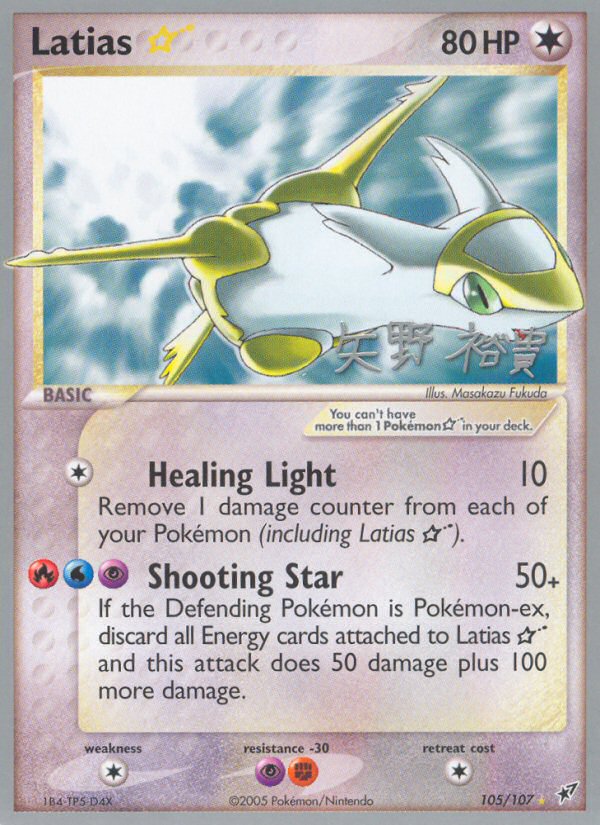 Latias ☆
80 HP
矢野 裕貴
BASIC
Illus. Masakazu Fukuda
You can't have
more than 1 Pokémon☆ in your deck.
Healing Light 10
Remove 1 damage counter from each of
your Pokémon (including Latias ☆).
Shooting Star 50+
If the Defending Pokémon is Pokémon-ex,
discard all Energy cards attached to Latias ☆
and this attack does 50 damage plus 100
more damage.
weakness resistance -30 retreat cost
1B4-TP5-D4X ©2005 Pokémon/Nintendo 105/107